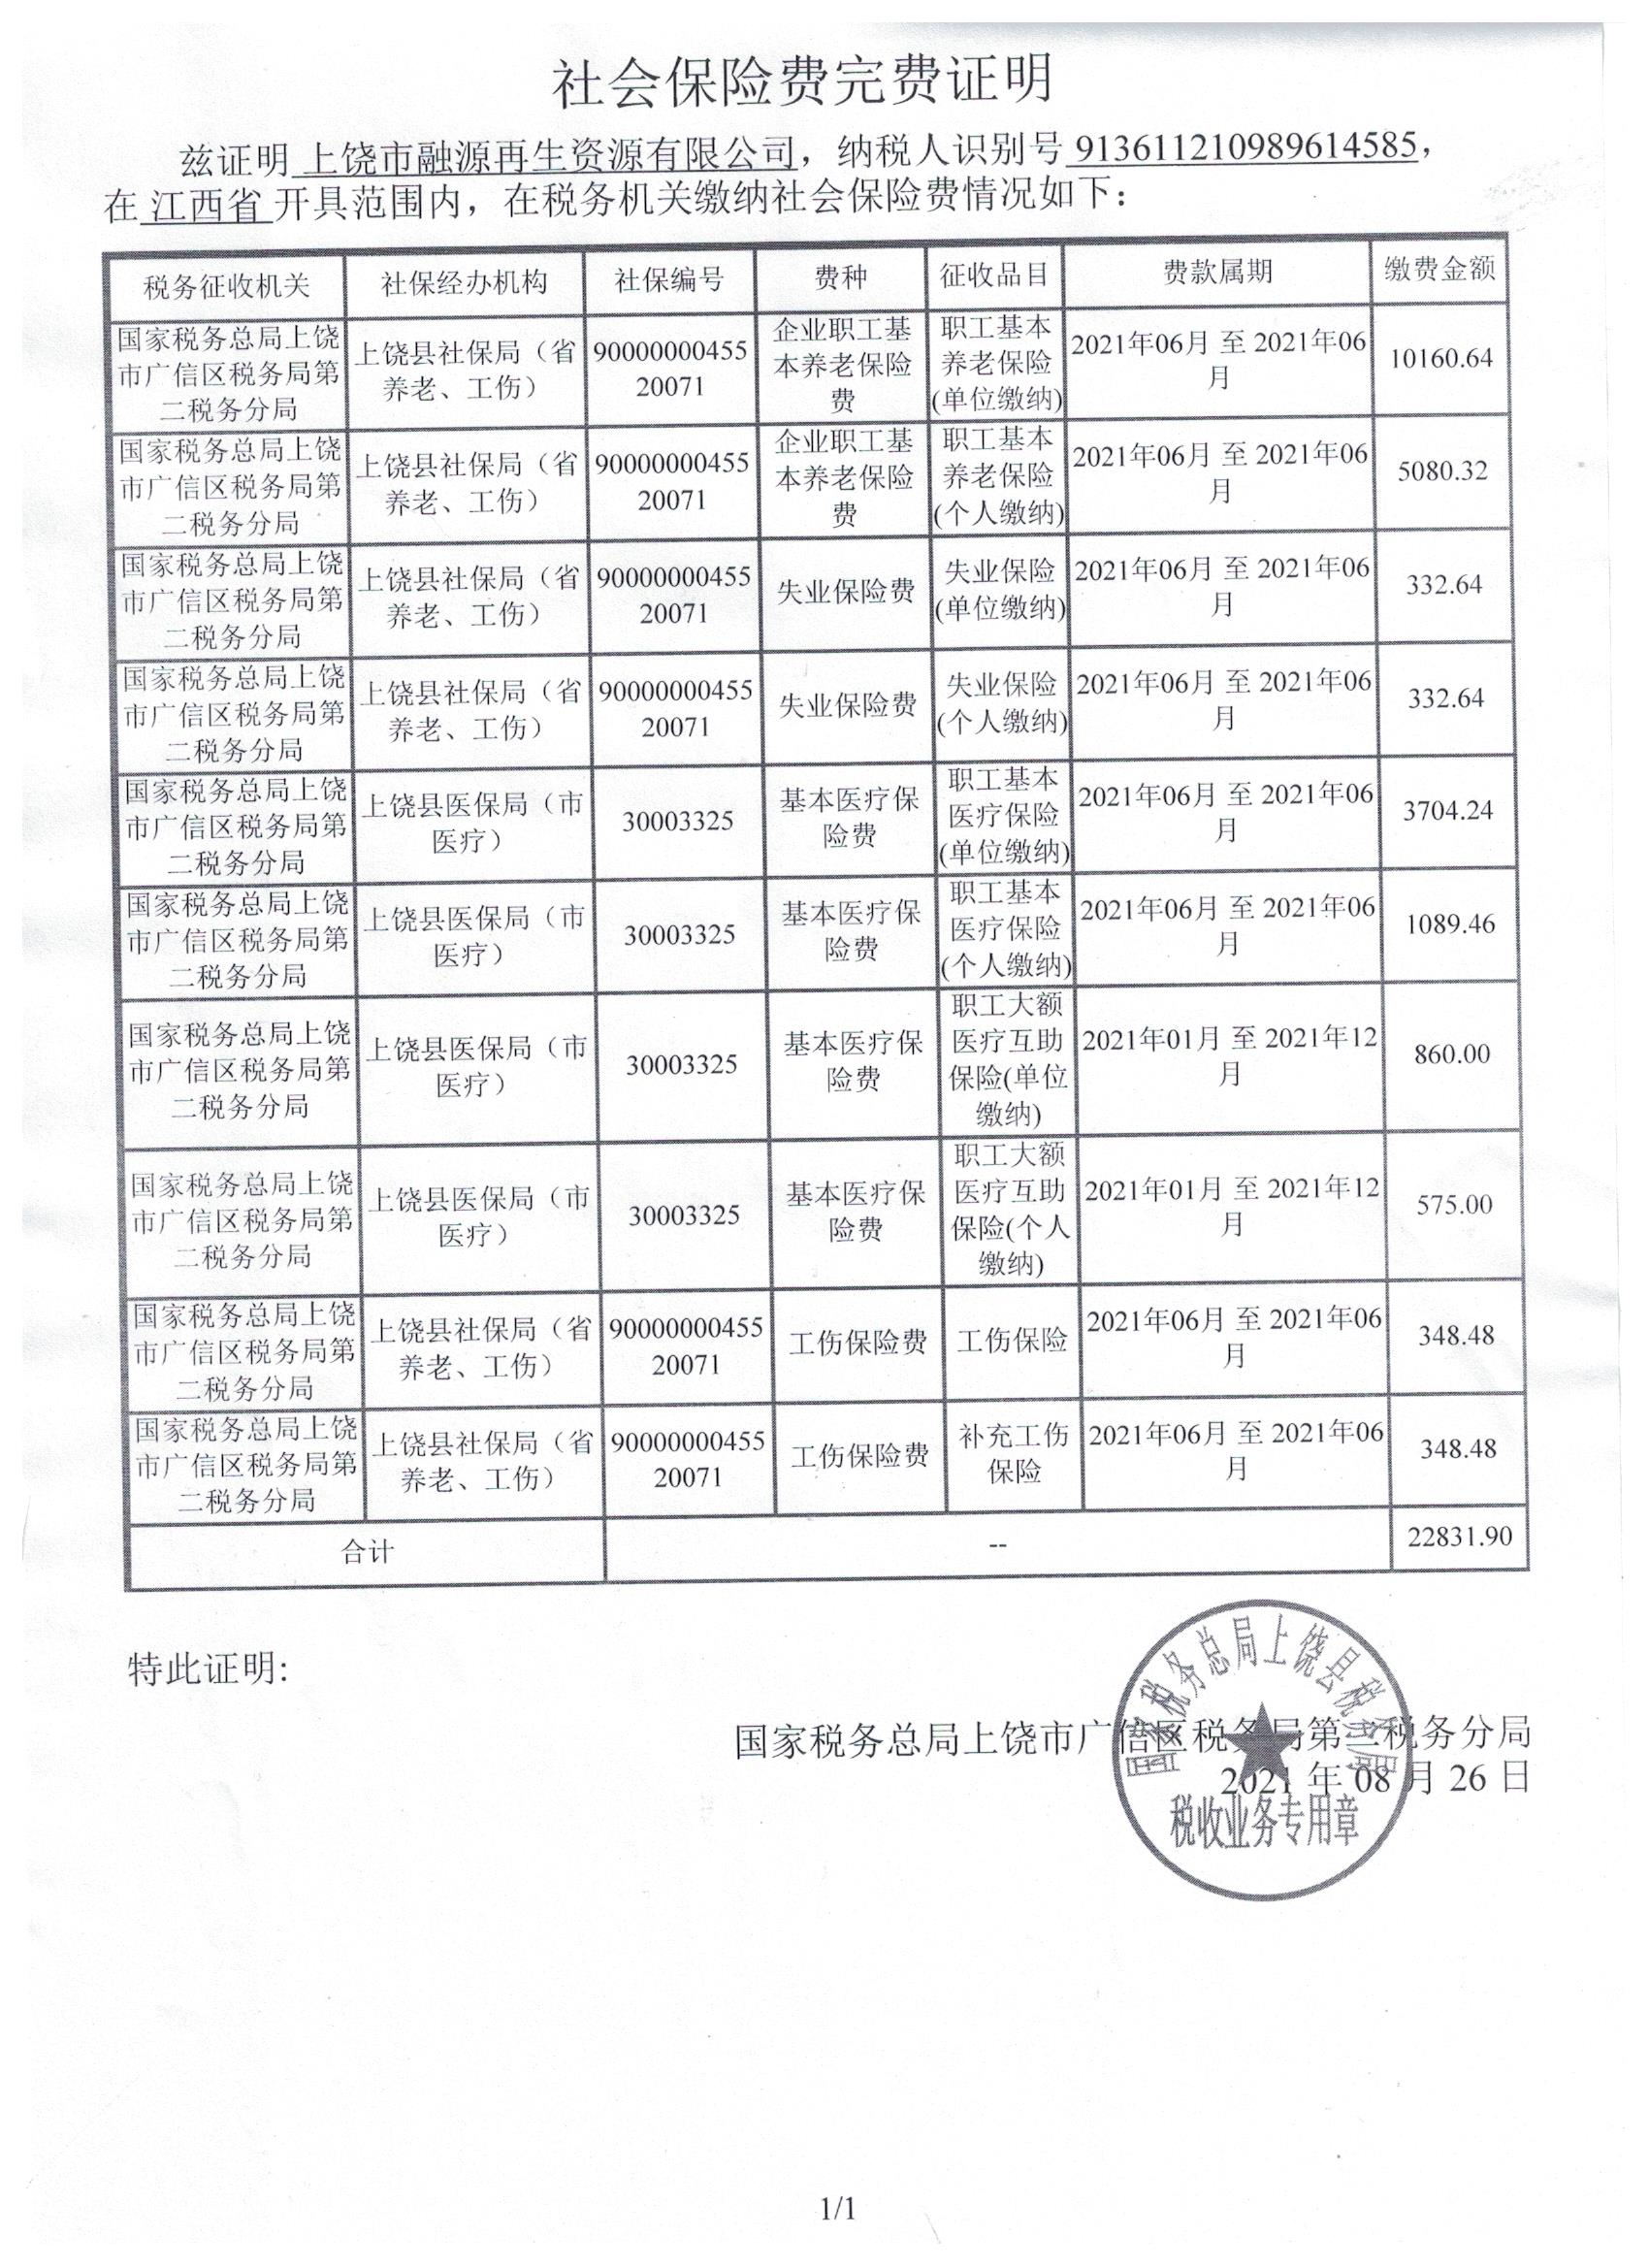 社会保险费完费证明
兹证明 上饶市融源再生资源有限公司，纳税人识别号 913611210989614585，
在 江西省 开具范围内，在税务机关缴纳社会保险费情况如下：
税务征收机关 社保经办机构 社保编号 费种 征收品目 费款属期 缴费金额
国家税务总局上饶市广信区税务局第二税务分局 上饶县社保局（省养老、工伤） 9000000045520071 企业职工基本养老保险费 职工基本养老保险(单位缴纳) 2021年06月 至 2021年06月 10160.64
国家税务总局上饶市广信区税务局第二税务分局 上饶县社保局（省养老、工伤） 9000000045520071 企业职工基本养老保险费 职工基本养老保险(个人缴纳) 2021年06月 至 2021年06月 5080.32
国家税务总局上饶市广信区税务局第二税务分局 上饶县社保局（省养老、工伤） 9000000045520071 失业保险费 失业保险(单位缴纳) 2021年06月 至 2021年06月 332.64
国家税务总局上饶市广信区税务局第二税务分局 上饶县社保局（省养老、工伤） 9000000045520071 失业保险费 失业保险(个人缴纳) 2021年06月 至 2021年06月 332.64
国家税务总局上饶市广信区税务局第二税务分局 上饶县医保局（市医疗） 30003325 基本医疗保险费 职工基本医疗保险(单位缴纳) 2021年06月 至 2021年06月 3704.24
国家税务总局上饶市广信区税务局第二税务分局 上饶县医保局（市医疗） 30003325 基本医疗保险费 职工基本医疗保险(个人缴纳) 2021年06月 至 2021年06月 1089.46
国家税务总局上饶市广信区税务局第二税务分局 上饶县医保局（市医疗） 30003325 基本医疗保险费 职工大额医疗互助保险(单位缴纳) 2021年01月 至 2021年12月 860.00
国家税务总局上饶市广信区税务局第二税务分局 上饶县医保局（市医疗） 30003325 基本医疗保险费 职工大额医疗互助保险(个人缴纳) 2021年01月 至 2021年12月 575.00
国家税务总局上饶市广信区税务局第二税务分局 上饶县社保局（省养老、工伤） 9000000045520071 工伤保险费 工伤保险 2021年06月 至 2021年06月 348.48
国家税务总局上饶市广信区税务局第二税务分局 上饶县社保局（省养老、工伤） 9000000045520071 工伤保险费 补充工伤保险 2021年06月 至 2021年06月 348.48
合计 -- 22831.90
特此证明:
国家税务总局上饶市广信区税务局第二税务分局
2021 年 08 月 26 日
国家税务总局上饶县税务局
税收业务专用章
1/1